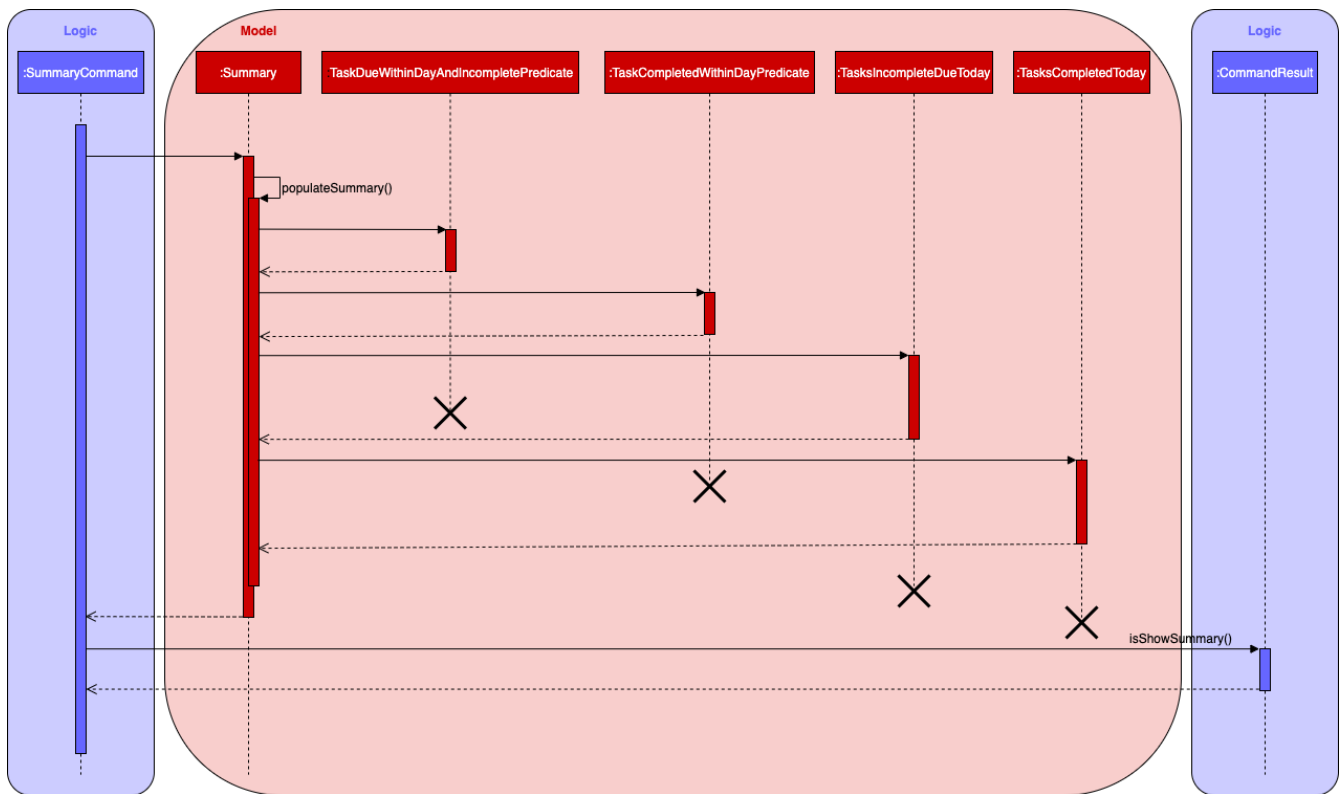 Logic
Model
Logic
:SummaryCommand
:Summary
:TaskDueWithinDayAndIncompletePredicate
:TaskCompletedWithinDayPredicate
:TasksIncompleteDueToday
:TasksCompletedToday
:CommandResult
populateSummary()
isShowSummary()